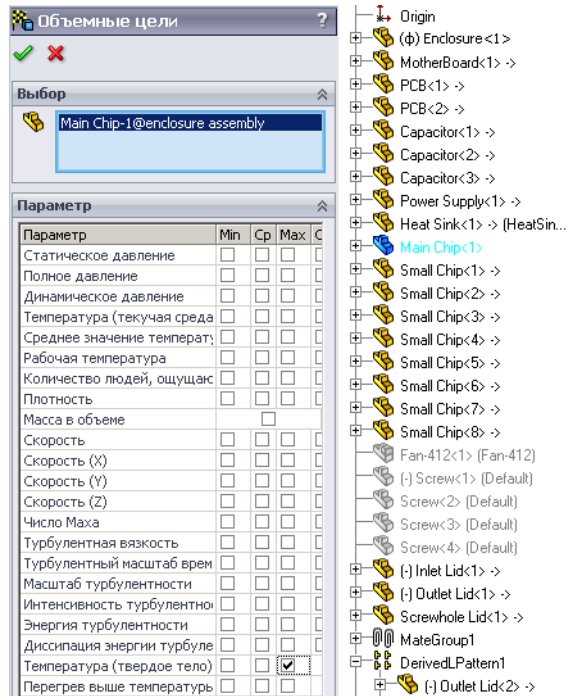 Объемные цели
?
Выбор
Main Chip-1@enclosure assembly
Параметр
Параметр Min Ср Max
Статическое давление
Полное давление
Динамическое давление
Температура (текучая среда
Среднее значение температ
Рабочая температура
Количество людей, ощущаю
Плотность
Масса в объеме
Скорость
Скорость (X)
Скорость (Y)
Скорость (Z)
Число Маха
Турбулентная вязкость
Турбулентный масштаб врем
Масштаб турбулентности
Интенсивность турбулентно
Энергия турбулентности
Диссипация энергии турбуле
Температура (твердое тело)
Перегрев выше температуры
Origin
(ф) Enclosure<1>
MotherBoard<1> ->
PCB<1> ->
PCB<2> ->
Capacitor<1> ->
Capacitor<2> ->
Capacitor<3> ->
Power Supply<1> ->
Heat Sink<1> -> (HeatSin...
Main Chip<1>
Small Chip<1> ->
Small Chip<2> ->
Small Chip<3> ->
Small Chip<4> ->
Small Chip<5> ->
Small Chip<6> ->
Small Chip<7> ->
Small Chip<8> ->
Fan-412<1> (Fan-412)
(-) Screw<1> (Default)
Screw<2> (Default)
Screw<3> (Default)
Screw<4> (Default)
(-) Inlet Lid<1> ->
(-) Outlet Lid<1> ->
Screwhole Lid<1> ->
MateGroup1
DerivedLPattern1
(-) Outlet Lid<2> ->